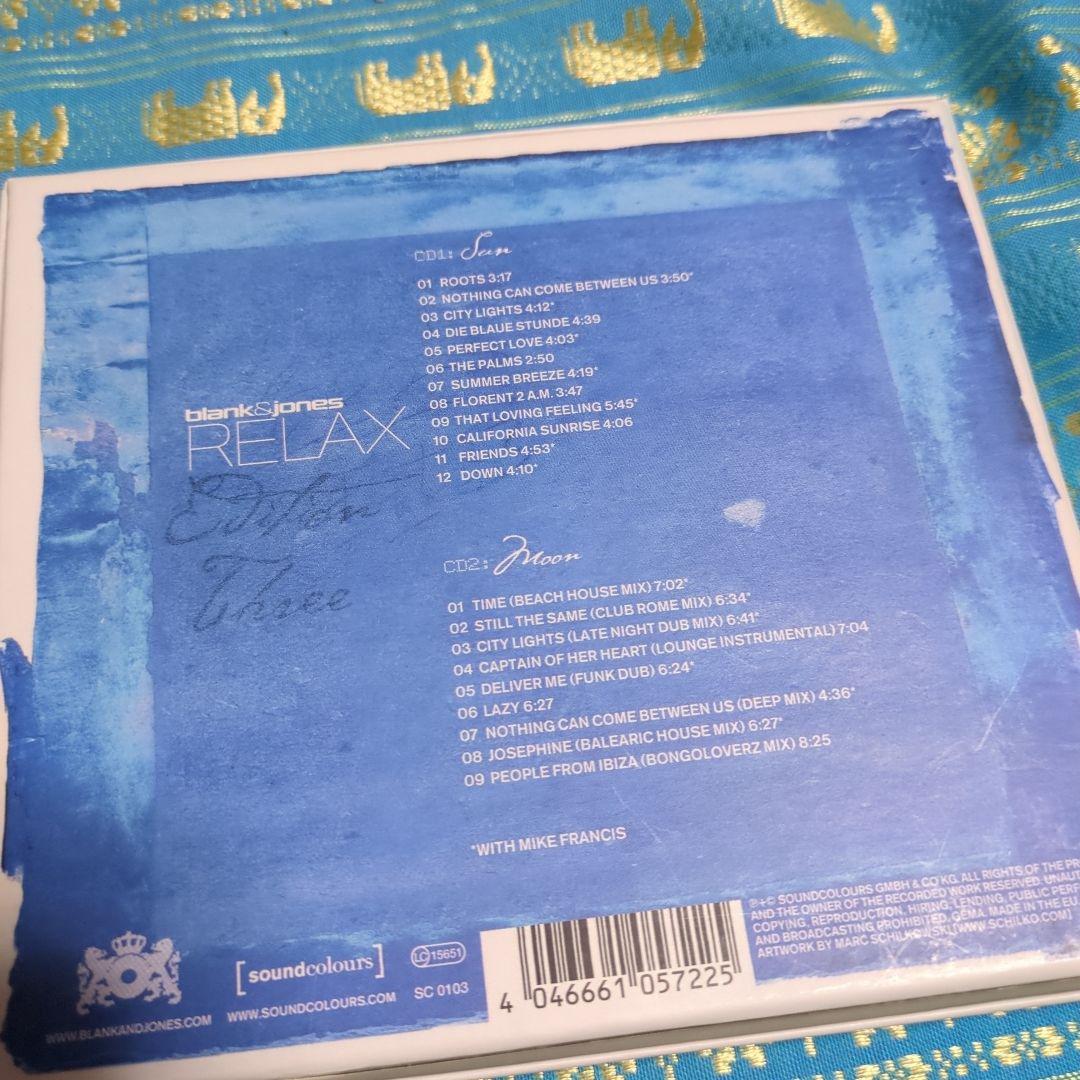 CD1: Sun
01 ROOTS 3:17
02 NOTHING CAN COME BETWEEN US 3:50*
03 CITY LIGHTS 4:12*
04 DIE BLAUE STUNDE 4:39
05 PERFECT LOVE 4:03*
06 THE PALMS 2:50
07 SUMMER BREEZE 4:19*
08 FLORENT 2 A.M. 3:47
09 THAT LOVING FEELING 5:45*
10 CALIFORNIA SUNRISE 4:06
11 FRIENDS 4:53*
12 DOWN 4:10*
blank&jones
RELAX
Edition
Three
CD2: Moon
01 TIME (BEACH HOUSE MIX) 7:02*
02 STILL THE SAME (CLUB ROME MIX) 6:34*
03 CITY LIGHTS (LATE NIGHT DUB MIX) 6:41*
04 CAPTAIN OF HER HEART (LOUNGE INSTRUMENTAL) 7:04
05 DELIVER ME (FUNK DUB) 6:24*
06 LAZY 6:27
07 NOTHING CAN COME BETWEEN US (DEEP MIX) 4:36*
08 JOSEPHINE (BALEARIC HOUSE MIX) 6:27*
09 PEOPLE FROM IBIZA (BONGOLOVERZ MIX) 8:25
*WITH MIKE FRANCIS
℗+© SOUNDCOLOURS GMBH & CO KG. ALL RIGHTS OF THE PR
AND THE OWNER OF THE RECORDED WORK RESERVED. UNAUT
COPYING, REPRODUCTION, HIRING, LENDING, PUBLIC PERF
AND BROADCASTING PROHIBITED. GEMA. MADE IN THE EU
ARTWORK BY MARC SCHILKOWSKI [WWW.SCHILKO.COM]
WWW.BLANKANDJONES.COM
[soundcolours]
WWW.SOUNDCOLOURS.COM
LC 15651
SC 0103
4 046661 057225